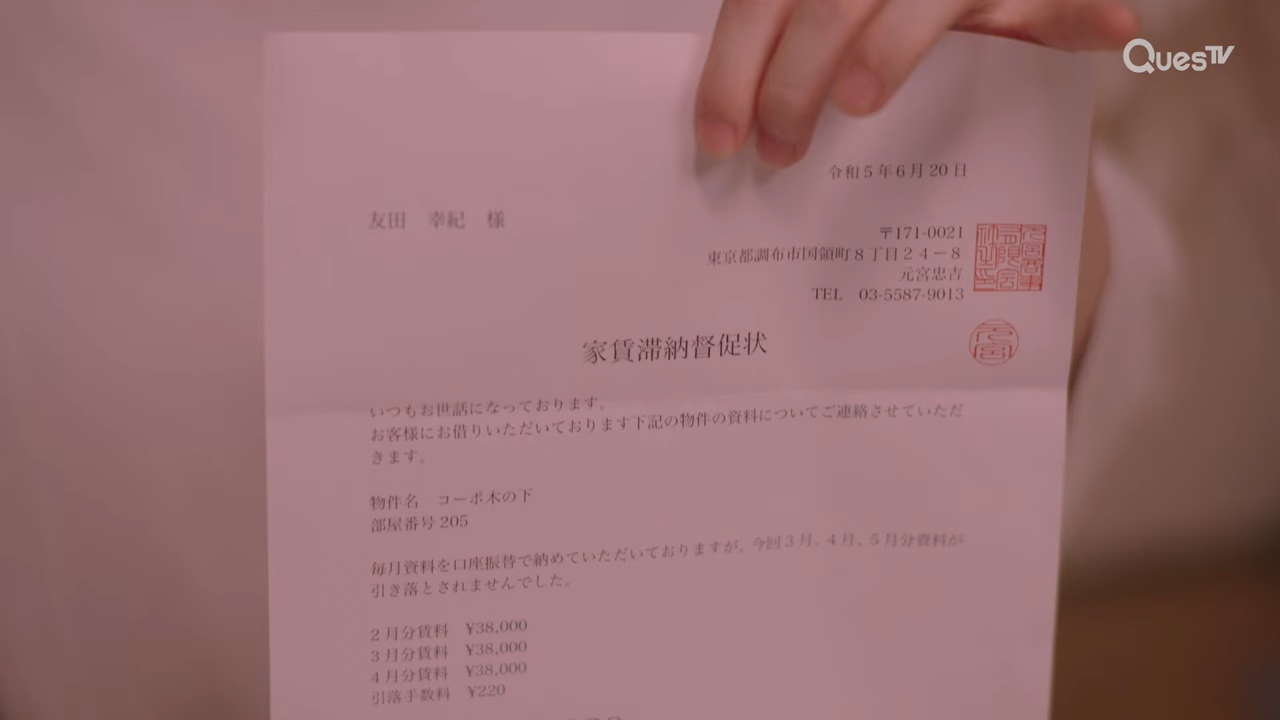 QuesTV
令和5年6月20日
友田 幸紀 様
〒171-0021
東京都調布市国領町8丁目24-8
元宮忠吉
TEL 03-5587-9013
家賃滞納督促状
いつもお世話になっております。
お客様にお借りいただいております下記の物件の資料についてご連絡させていただ
きます。
物件名 コーポ木の下
部屋番号205
毎月資料を口座振替で納めていただいておりますが、今回3月、4月、5月分資料が
引き落とされませんでした。
2月分賃料 ¥38,000
3月分賃料 ¥38,000
4月分賃料 ¥38,000
引落手数料 ¥220